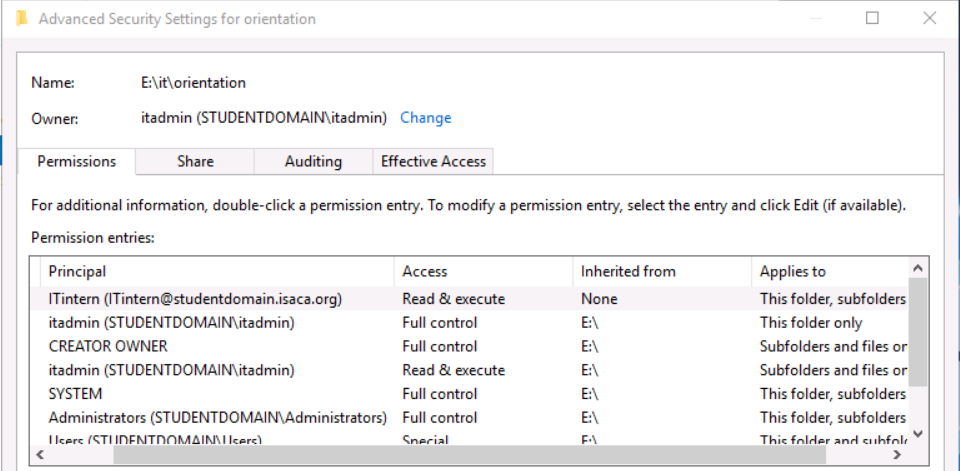 Advanced Security Settings for orientation
Name: E:\it\orientation
Owner: itadmin (STUDENTDOMAIN\itadmin) Change
Permissions Share Auditing Effective Access
For additional information, double-click a permission entry. To modify a permission entry, select the entry and click Edit (if available).
Permission entries:
Principal Access Inherited from Applies to
ITintern (ITintern@studentdomain.isaca.org) Read & execute None This folder, subfolders
itadmin (STUDENTDOMAIN\itadmin) Full control E:\ This folder only
CREATOR OWNER Full control E:\ Subfolders and files or
itadmin (STUDENTDOMAIN\itadmin) Read & execute E:\ Subfolders and files or
SYSTEM Full control E:\ This folder, subfolders
Administrators (STUDENTDOMAIN\Administrators) Full control E:\ This folder, subfolders
Users (STUDENTDOMAIN\Users) Special E:\ This folder and subfol